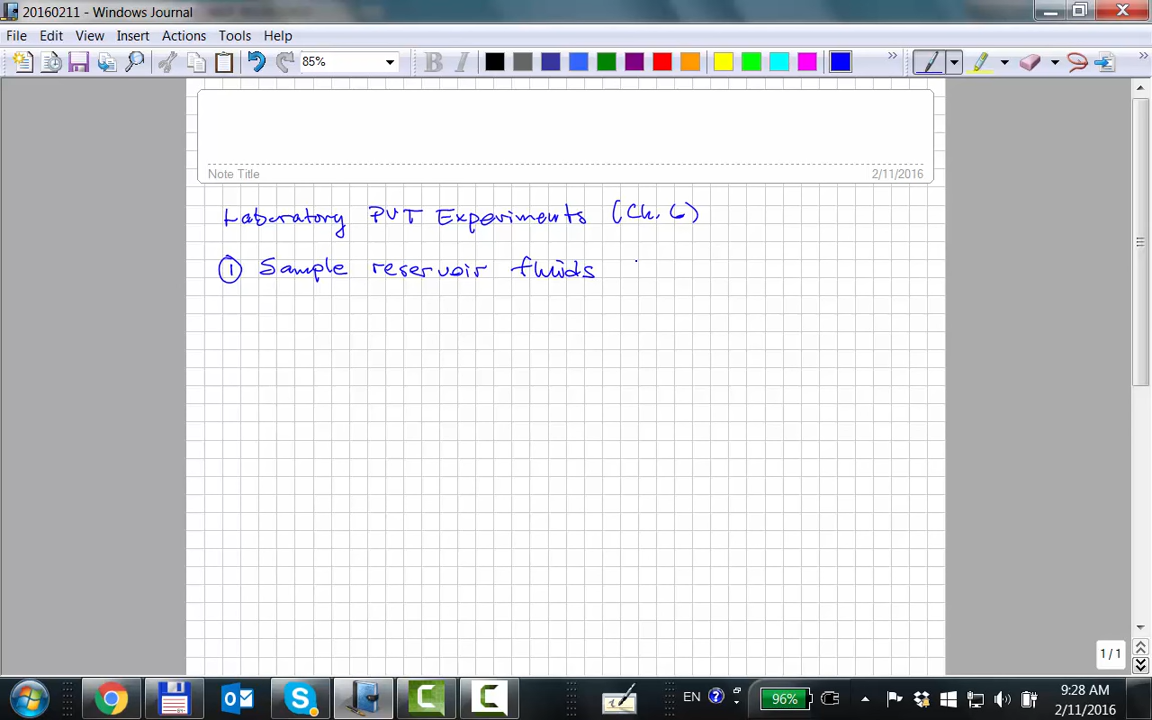 20160211 - Windows Journal
File Edit View Insert Actions Tools Help
85% B I
Note Title 2/11/2016
Laboratory PVT Experiments (Ch. 6)
① Sample reservoir fluids
1 / 1
EN 96% 9:28 AM
2/11/2016